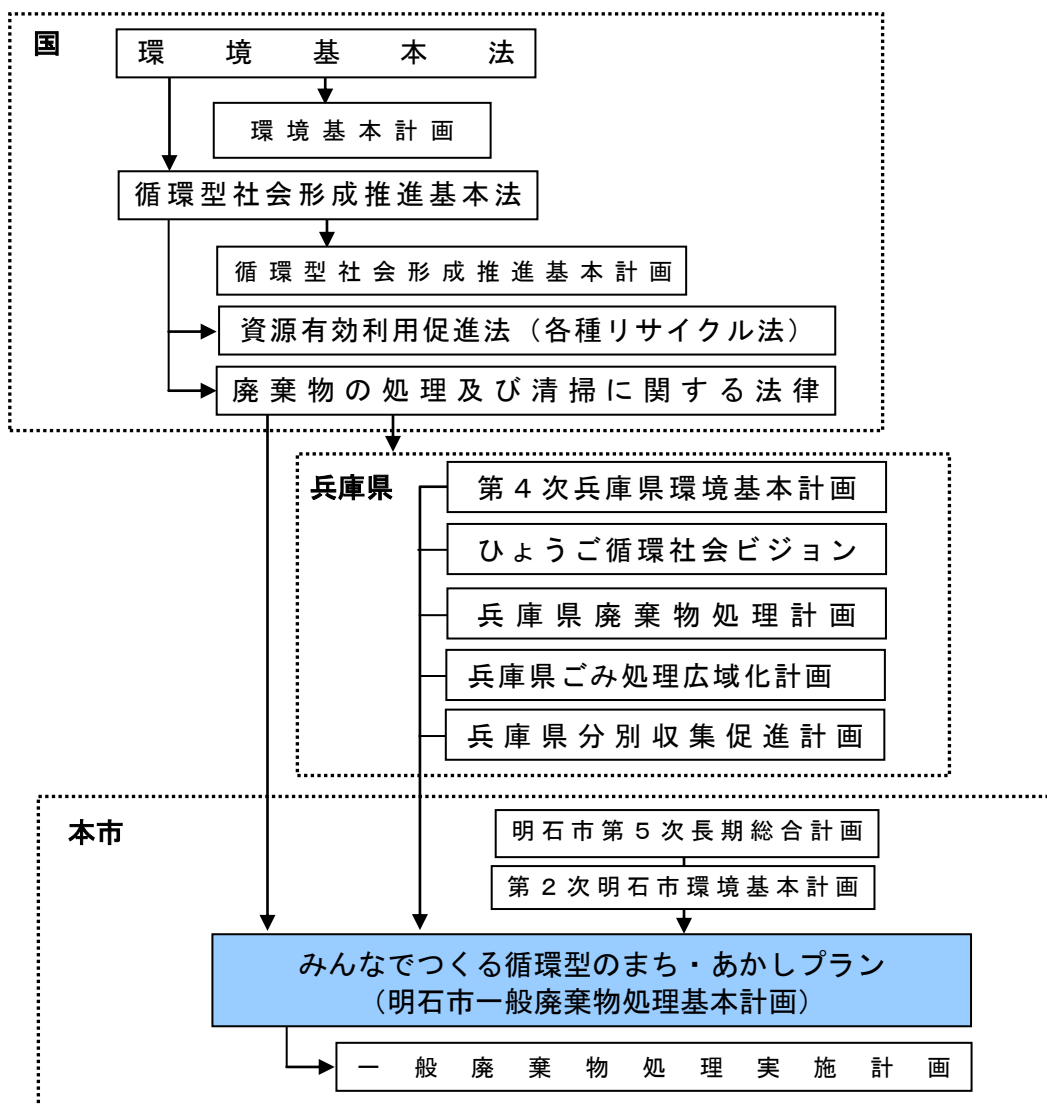 国
環境基本法
環境基本計画
循環型社会形成推進基本法
循環型社会形成推進基本計画
資源有効利用促進法（各種リサイクル法）
廃棄物の処理及び清掃に関する法律
兵庫県
第４次兵庫県環境基本計画
ひょうご循環社会ビジョン
兵庫県廃棄物処理計画
兵庫県ごみ処理広域化計画
兵庫県分別収集促進計画
本市
明石市第５次長期総合計画
第２次明石市環境基本計画
みんなでつくる循環型のまち・あかしプラン
（明石市一般廃棄物処理基本計画）
一般廃棄物処理実施計画